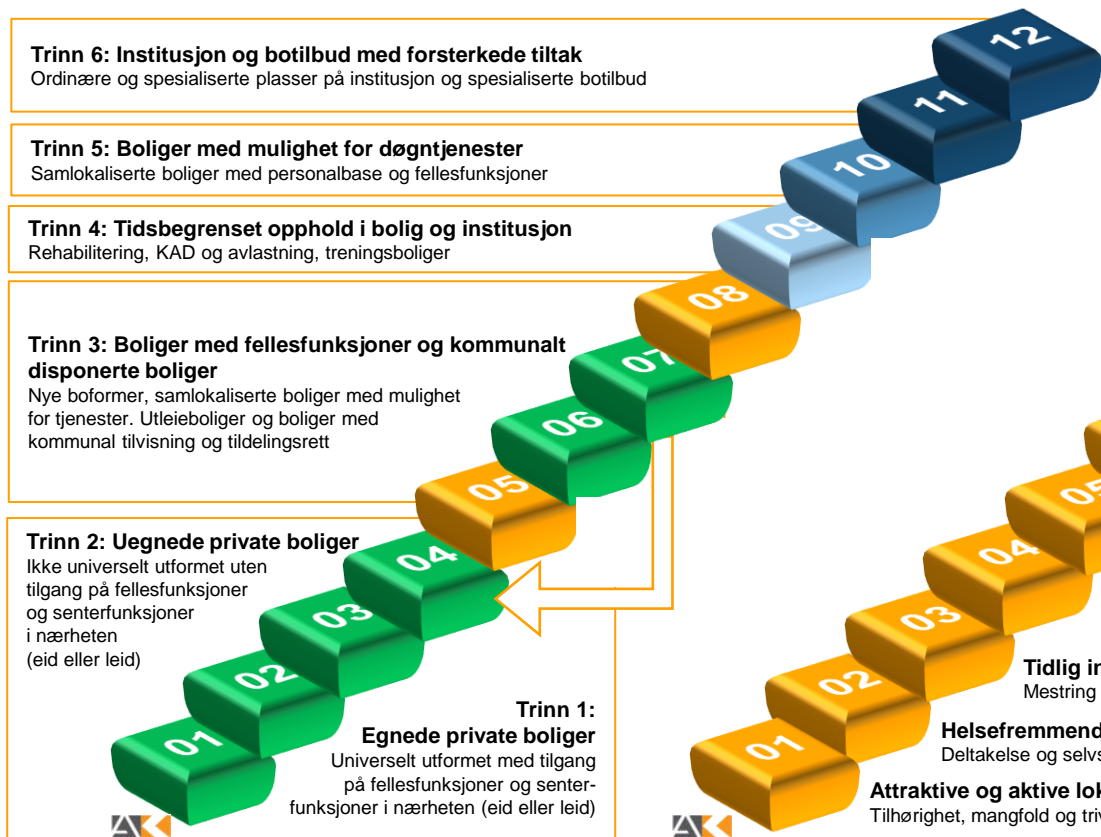 Trinn 6: Institusjon og botilbud med forsterkede tiltak
Ordinære og spesialiserte plasser på institusjon og spesialiserte botilbud
Trinn 5: Boliger med mulighet for døgntjenester
Samlokaliserte boliger med personalbase og fellesfunksjoner
Trinn 4: Tidsbegrenset opphold i bolig og institusjon
Rehabilitering, KAD og avlastning, treningsboliger
Trinn 3: Boliger med fellesfunksjoner og kommunalt
disponerte boliger
Nye boformer, samlokaliserte boliger med mulighet
for tjenester. Utleieboliger og boliger med
kommunal tilvisning og tildelingsrett
Trinn 2: Uegnede private boliger
Ikke universelt utformet uten
tilgang på fellesfunksjoner
og senterfunksjoner
i nærheten
(eid eller leid)
Trinn 1:
Egnede private boliger
Universelt utformet med tilgang
på fellesfunksjoner og senter-
funksjoner i nærheten (eid eller leid)
12
11
10
09
08
07
06
05
04
03
02
01
05
04
03
02
01
Tidlig in
Mestring
Helsefremmend
Deltakelse og selvs
Attraktive og aktive lok
Tilhørighet, mangfold og triv